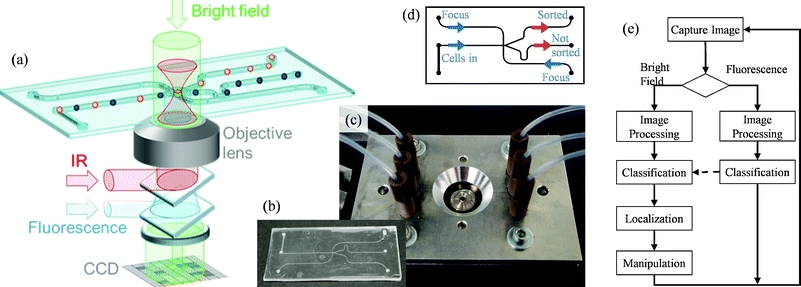 Bright field
(a)
Objective
lens
IR
Fluorescence
CCD
(b)
(c)
(d)
Focus
Sorted
Cells in
Not
sorted
Focus
(e)
Capture Image
Bright
Field
Fluorescence
Image
Processing
Image
Processing
Classification
Classification
Localization
Manipulation